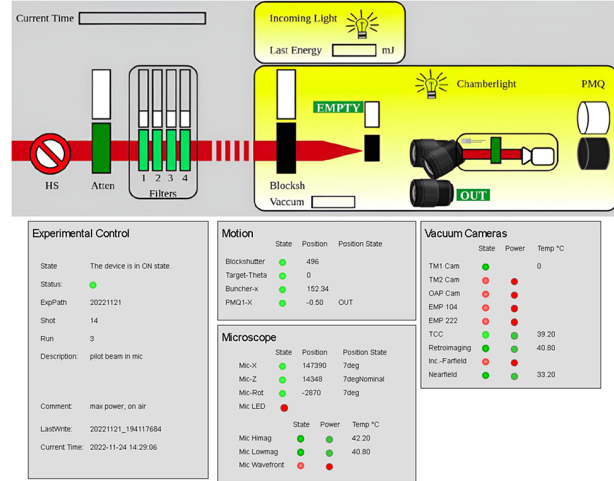 Current Time
Incoming Light
Last Energy mJ
Chamberlight
PMQ
EMPTY
HS
Atten
1 2 3 4
Filters
Blocksh
Vaccum
OUT
Experimental Control
State The device is in ON state.
Status:
ExpPath 20221121
Shot 14
Run 3
Description: pilot beam in mic
Comment: max power, on air
LastWrite: 20221121_194117684
Current Time: 2022-11-24 14:29:06
Motion
State Position Position State
Blockshutter 496
Target-Theta 0
Buncher-x 152.34
PMQ1-X -0.50 OUT
Microscope
State Position Position State
Mic-X 147390 7deg
Mic-Z 14348 7degNominal
Mic-Rot -2870 7deg
Mic LED
State Power Temp °C
Mic Himag 42.20
Mic Lowmag 40.80
Mic Wavefront
Vacuum Cameras
State Power Temp °C
TM1 Cam 0
TM2 Cam
OAP Cam
EMP 104
EMP 222
TCC 39.20
Retroimaging 40.80
Inc.-Farfield
Nearfield 33.20